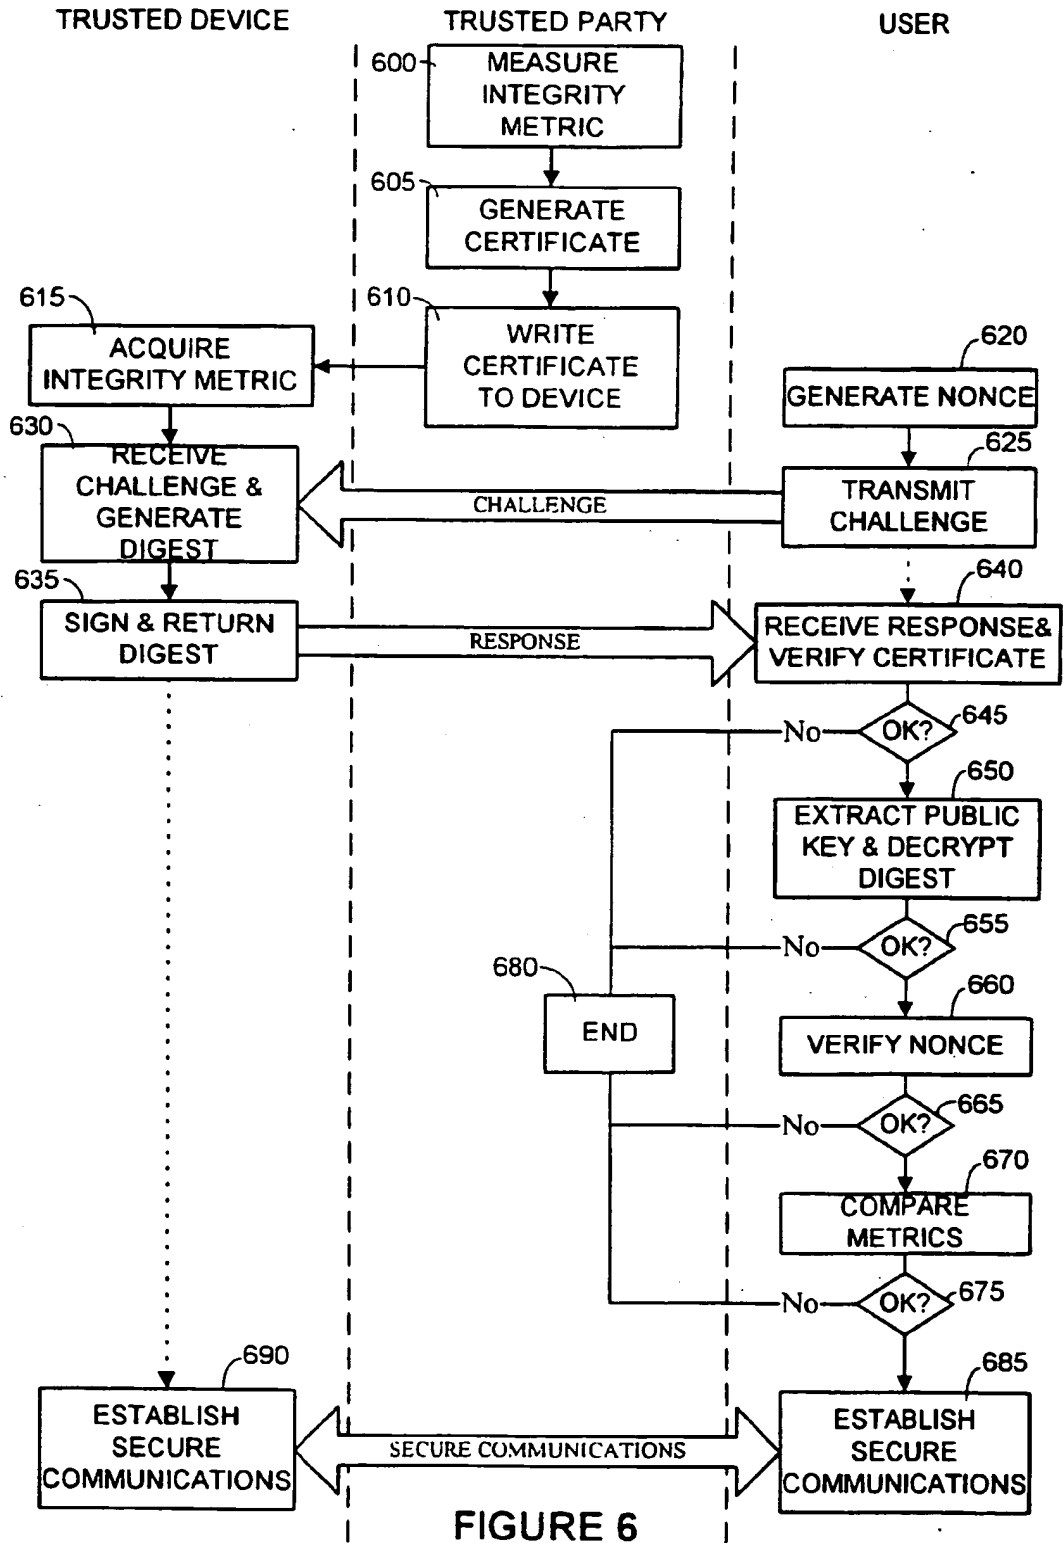 TRUSTED DEVICE
TRUSTED PARTY
USER
600
MEASURE
INTEGRITY
METRIC
605
GENERATE
CERTIFICATE
610
WRITE
CERTIFICATE
TO DEVICE
615
ACQUIRE
INTEGRITY METRIC
620
GENERATE NONCE
625
TRANSMIT
CHALLENGE
CHALLENGE
630
RECEIVE
CHALLENGE &
GENERATE
DIGEST
635
SIGN & RETURN
DIGEST
RESPONSE
640
RECEIVE RESPONSE&
VERIFY CERTIFICATE
645
OK?
No
650
EXTRACT PUBLIC
KEY & DECRYPT
DIGEST
655
OK?
No
680
END
660
VERIFY NONCE
665
OK?
No
670
COMPARE
METRICS
675
OK?
No
690
ESTABLISH
SECURE
COMMUNICATIONS
SECURE COMMUNICATIONS
685
ESTABLISH
SECURE
COMMUNICATIONS
FIGURE 6